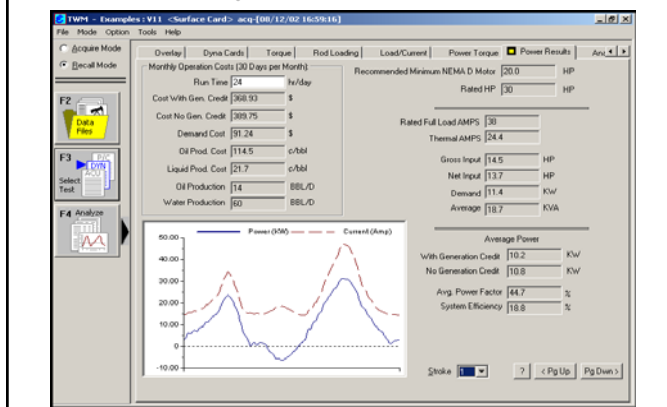 TWM - Examples : V11 <Surface Card> acq-[08/12/02 16:59:16]
File Mode Option Tools Help
Acquire Mode
Recall Mode
F2
Data
Files
F3
Select
Test
F4 Analyze
Overlay Dyna Cards Torque Rod Loading Load/Current Power Torque Power Results
Monthly Operation Costs (30 Days per Month)
Run Time 24 hr/day
Cost With Gen. Credit 368.93 $
Cost No Gen. Credit 389.75 $
Demand Cost 91.24 $
Oil Prod. Cost 114.5 c/bbl
Liquid Prod. Cost 21.7 c/bbl
Oil Production 14 BBL/D
Water Production 60 BBL/D
Recommended Minimum NEMA D Motor 20.0 HP
Rated HP 30 HP
Rated Full Load AMPS 38
Thermal AMPS 24.4
Gross Input 14.5 HP
Net Input 13.7 HP
Demand 11.4 KW
Average 18.7 KVA
Average Power
With Generation Credit 10.2 KW
No Generation Credit 10.8 KW
Avg. Power Factor 44.7 %
System Efficiency 18.8 %
Power (KW) Current (Amp)
50.00
40.00
30.00
20.00
10.00
0
-10.00
Stroke 1 ? < Pg Up Pg Dwn >